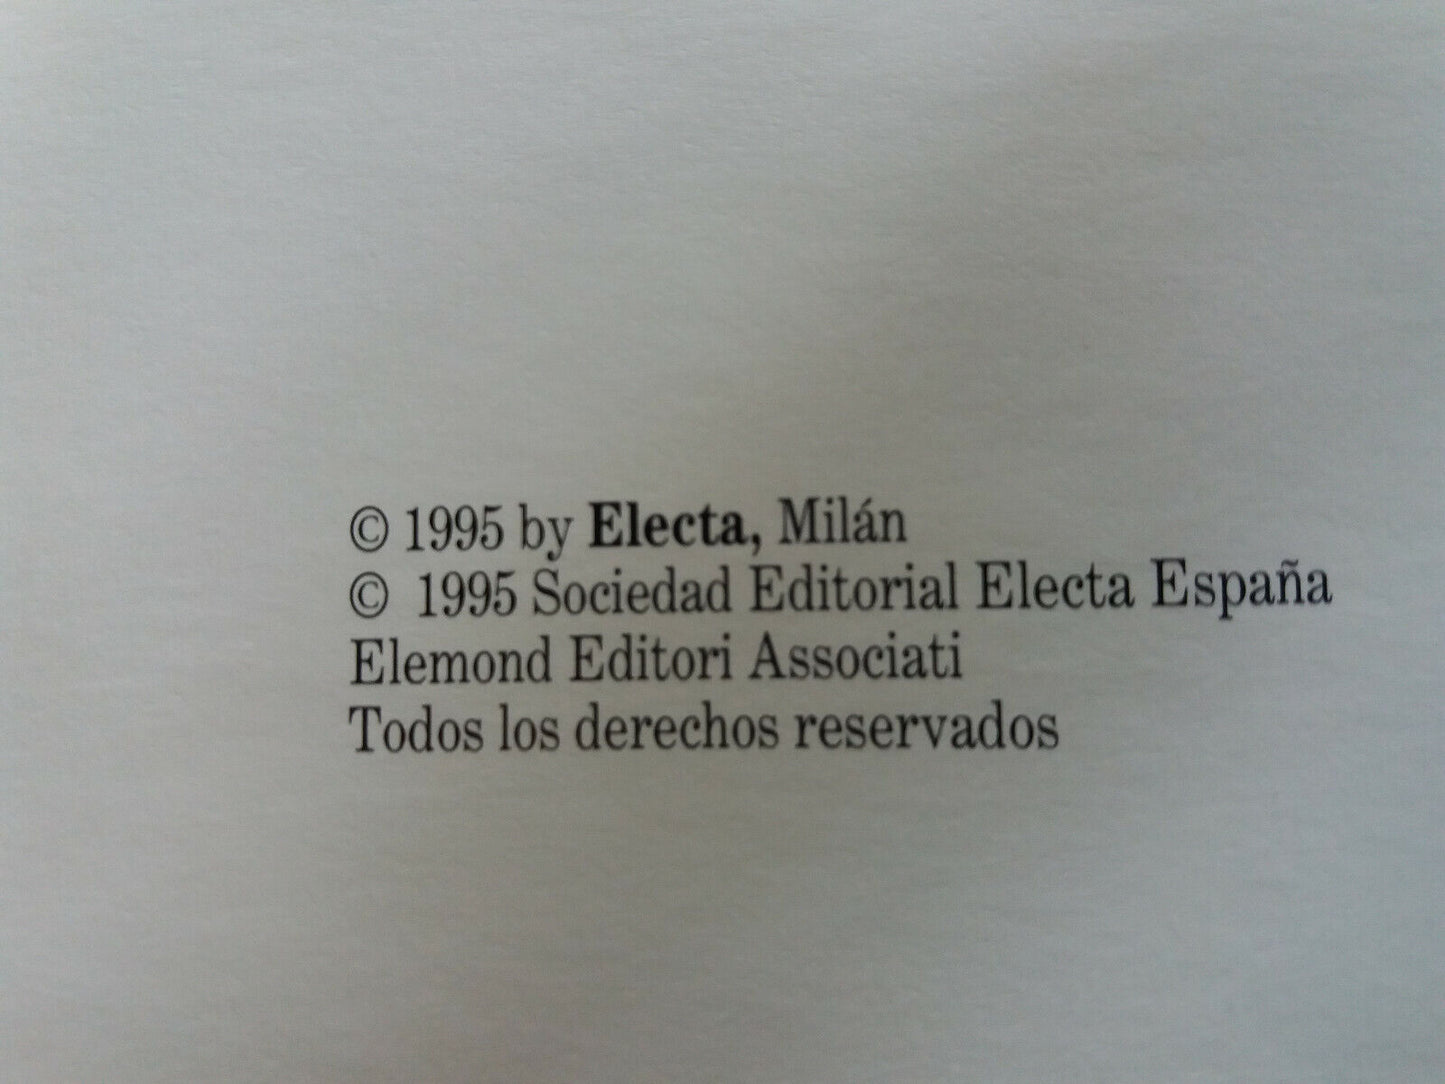 © 1995 by Electa, Milán
© 1995 Sociedad Editorial Electa España
Elemond Editori Associati
Todos los derechos reservados